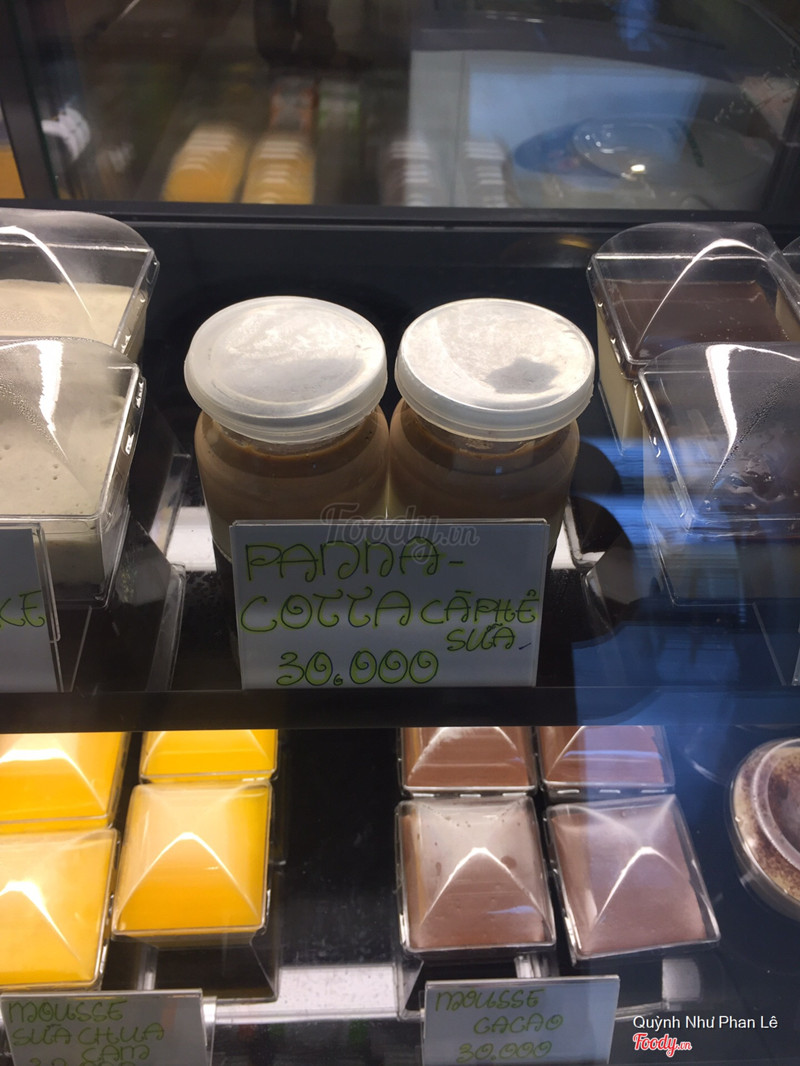 Foody.vn
PANNA-
COTTA CÀ PHÊ
SỮA
30.000
KE
MOUSSE
SỮA CHUA
CAM
MOUSSE
CACAO
30.000
Quỳnh Như Phan Lê
Foody.vn